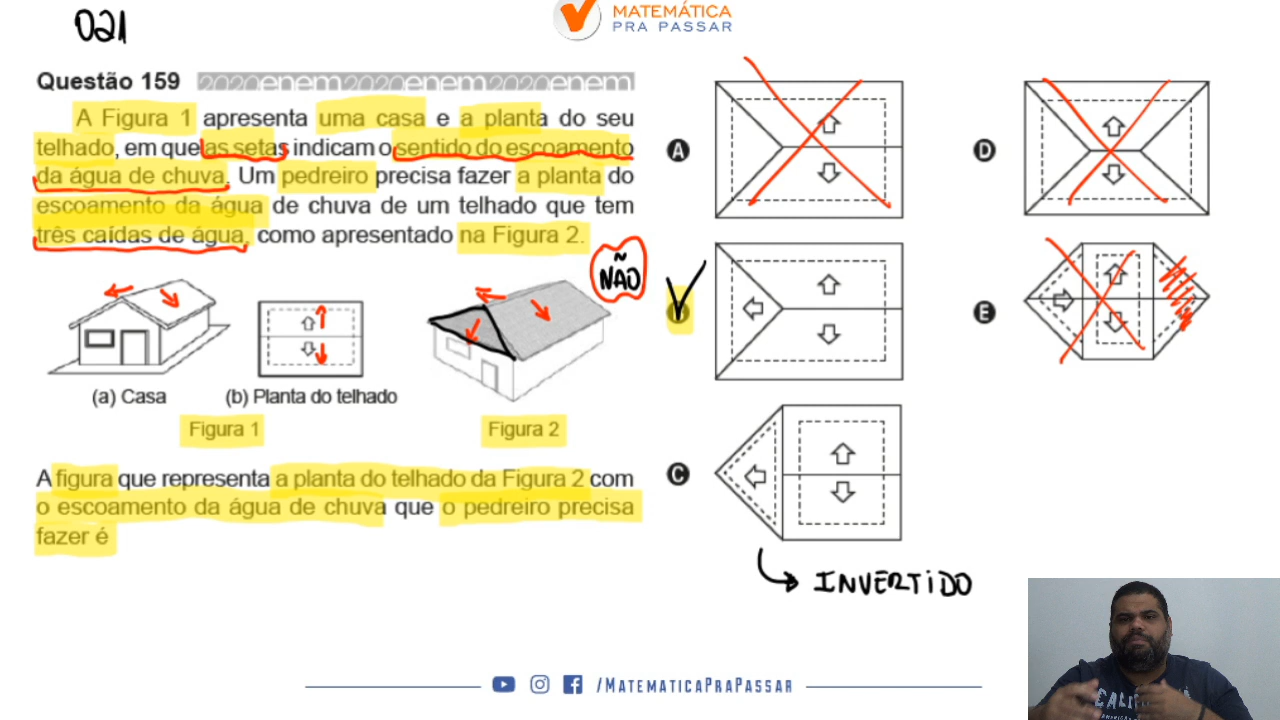 021
MATEMÁTICA
PRA PASSAR
Questão 159 2020enem2020enem2020enem
A Figura 1 apresenta uma casa e a planta do seu
telhado, em que as setas indicam o sentido do escoamento
da água de chuva. Um pedreiro precisa fazer a planta do
escoamento da água de chuva de um telhado que tem
três caídas de água, como apresentado na Figura 2.
NÃO
(a) Casa (b) Planta do telhado
Figura 1 Figura 2
A figura que representa a planta do telhado da Figura 2 com
o escoamento da água de chuva que o pedreiro precisa
fazer é
A
C
D
E
INVERTIDO
/MATEMATICAPRAPASSAR